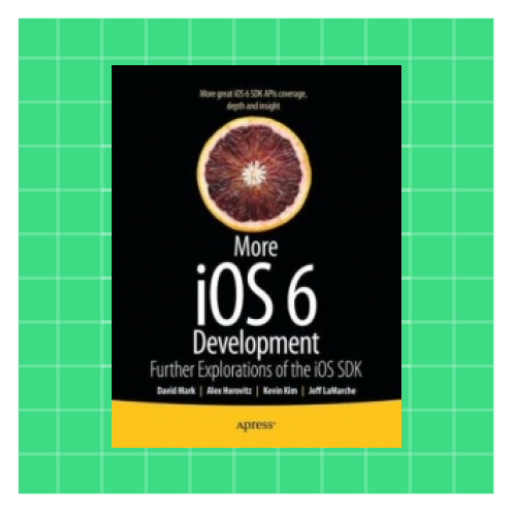 More great iOS 6 SDK APIs coverage,
depth and insight
More
iOS 6
Development
Further Explorations of the iOS SDK
David Mark | Alex Horovitz | Kevin Kim | Jeff LaMarche
Apress®